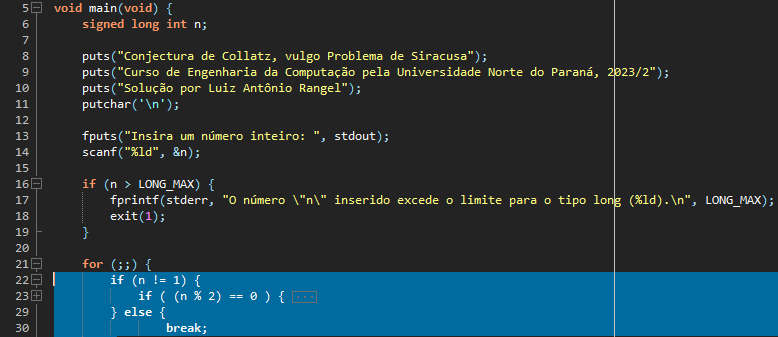 5 void main(void) {
6 signed long int n;
7
8 puts("Conjectura de Collatz, vulgo Problema de Siracusa");
9 puts("Curso de Engenharia da Computação pela Universidade Norte do Paraná, 2023/2");
10 puts("Solução por Luiz Antônio Rangel");
11 putchar('\n');
12
13 fputs("Insira um número inteiro: ", stdout);
14 scanf("%ld", &n);
15
16 if (n > LONG_MAX) {
17 fprintf(stderr, "O número \"n\" inserido excede o limite para o tipo long (%ld).\n", LONG_MAX);
18 exit(1);
19 }
20
21 for (;;) {
22 if (n != 1) {
23 if ( (n % 2) == 0 ) { ...
29 } else {
30 break;